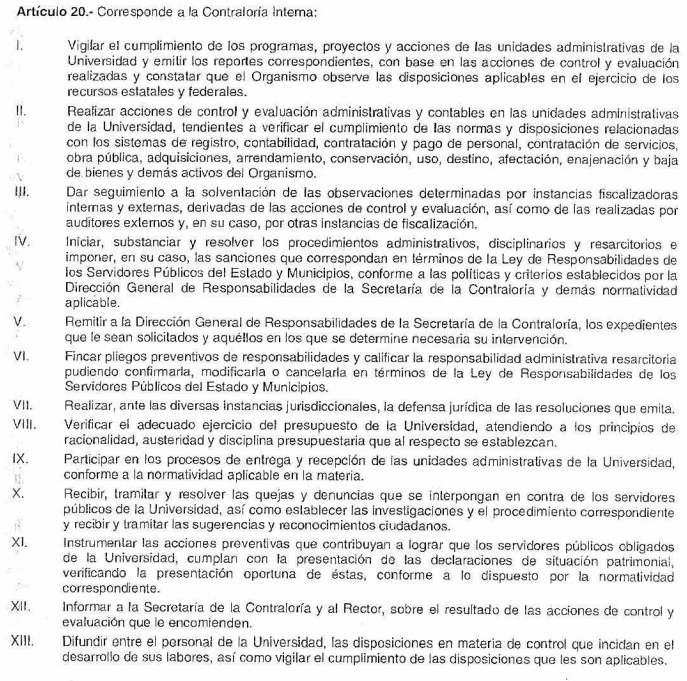 Artículo 20.- Corresponde a la Contraloría Interna:
I. Vigilar el cumplimiento de los programas, proyectos y acciones de las unidades administrativas de la
Universidad y emitir los reportes correspondientes, con base en las acciones de control y evaluación
realizadas y constatar que el Organismo observe las disposiciones aplicables en el ejercicio de los
recursos estatales y federales.
II. Realizar acciones de control y evaluación administrativas y contables en las unidades administrativas
de la Universidad, tendientes a verificar el cumplimiento de las normas y disposiciones relacionadas
con los sistemas de registro, contabilidad, contratación y pago de personal, contratación de servicios,
obra pública, adquisiciones, arrendamiento, conservación, uso, destino, afectación, enajenación y baja
de bienes y demás activos del Organismo.
III. Dar seguimiento a la solventación de las observaciones determinadas por instancias fiscalizadoras
internas y externas, derivadas de las acciones de control y evaluación, así como de las realizadas por
auditores externos y, en su caso, por otras instancias de fiscalización.
IV. Iniciar, substanciar y resolver los procedimientos administrativos, disciplinarios y resarcitorios e
imponer, en su caso, las sanciones que correspondan en términos de la Ley de Responsabilidades de
los Servidores Públicos del Estado y Municipios, conforme a las políticas y criterios establecidos por la
Dirección General de Responsabilidades de la Secretaría de la Contraloría y demás normatividad
aplicable.
V. Remitir a la Dirección General de Responsabilidades de la Secretaría de la Contraloría, los expedientes
que le sean solicitados y aquéllos en los que se determine necesaria su intervención.
VI. Fincar pliegos preventivos de responsabilidades y calificar la responsabilidad administrativa resarcitoria
pudiendo confirmarla, modificarla o cancelarla en términos de la Ley de Responsabilidades de los
Servidores Públicos del Estado y Municipios.
VII. Realizar, ante las diversas instancias jurisdiccionales, la defensa jurídica de las resoluciones que emita.
VIII. Verificar el adecuado ejercicio del presupuesto de la Universidad, atendiendo a los principios de
racionalidad, austeridad y disciplina presupuestaria que al respecto se establezcan.
IX. Participar en los procesos de entrega y recepción de las unidades administrativas de la Universidad,
conforme a la normatividad aplicable en la materia.
X. Recibir, tramitar y resolver las quejas y denuncias que se interpongan en contra de los servidores
públicos de la Universidad, así como establecer las investigaciones y el procedimiento correspondiente
y recibir y tramitar las sugerencias y reconocimientos ciudadanos.
XI. Instrumentar las acciones preventivas que contribuyan a lograr que los servidores públicos obligados
de la Universidad, cumplan con la presentación de las declaraciones de situación patrimonial,
verificando la presentación oportuna de éstas, conforme a lo dispuesto por la normatividad
correspondiente.
XII. Informar a la Secretaría de la Contraloría y al Rector, sobre el resultado de las acciones de control y
evaluación que le encomienden.
XIII. Difundir entre el personal de la Universidad, las disposiciones en materia de control que incidan en el
desarrollo de sus labores, así como vigilar el cumplimiento de las disposiciones que les son aplicables.